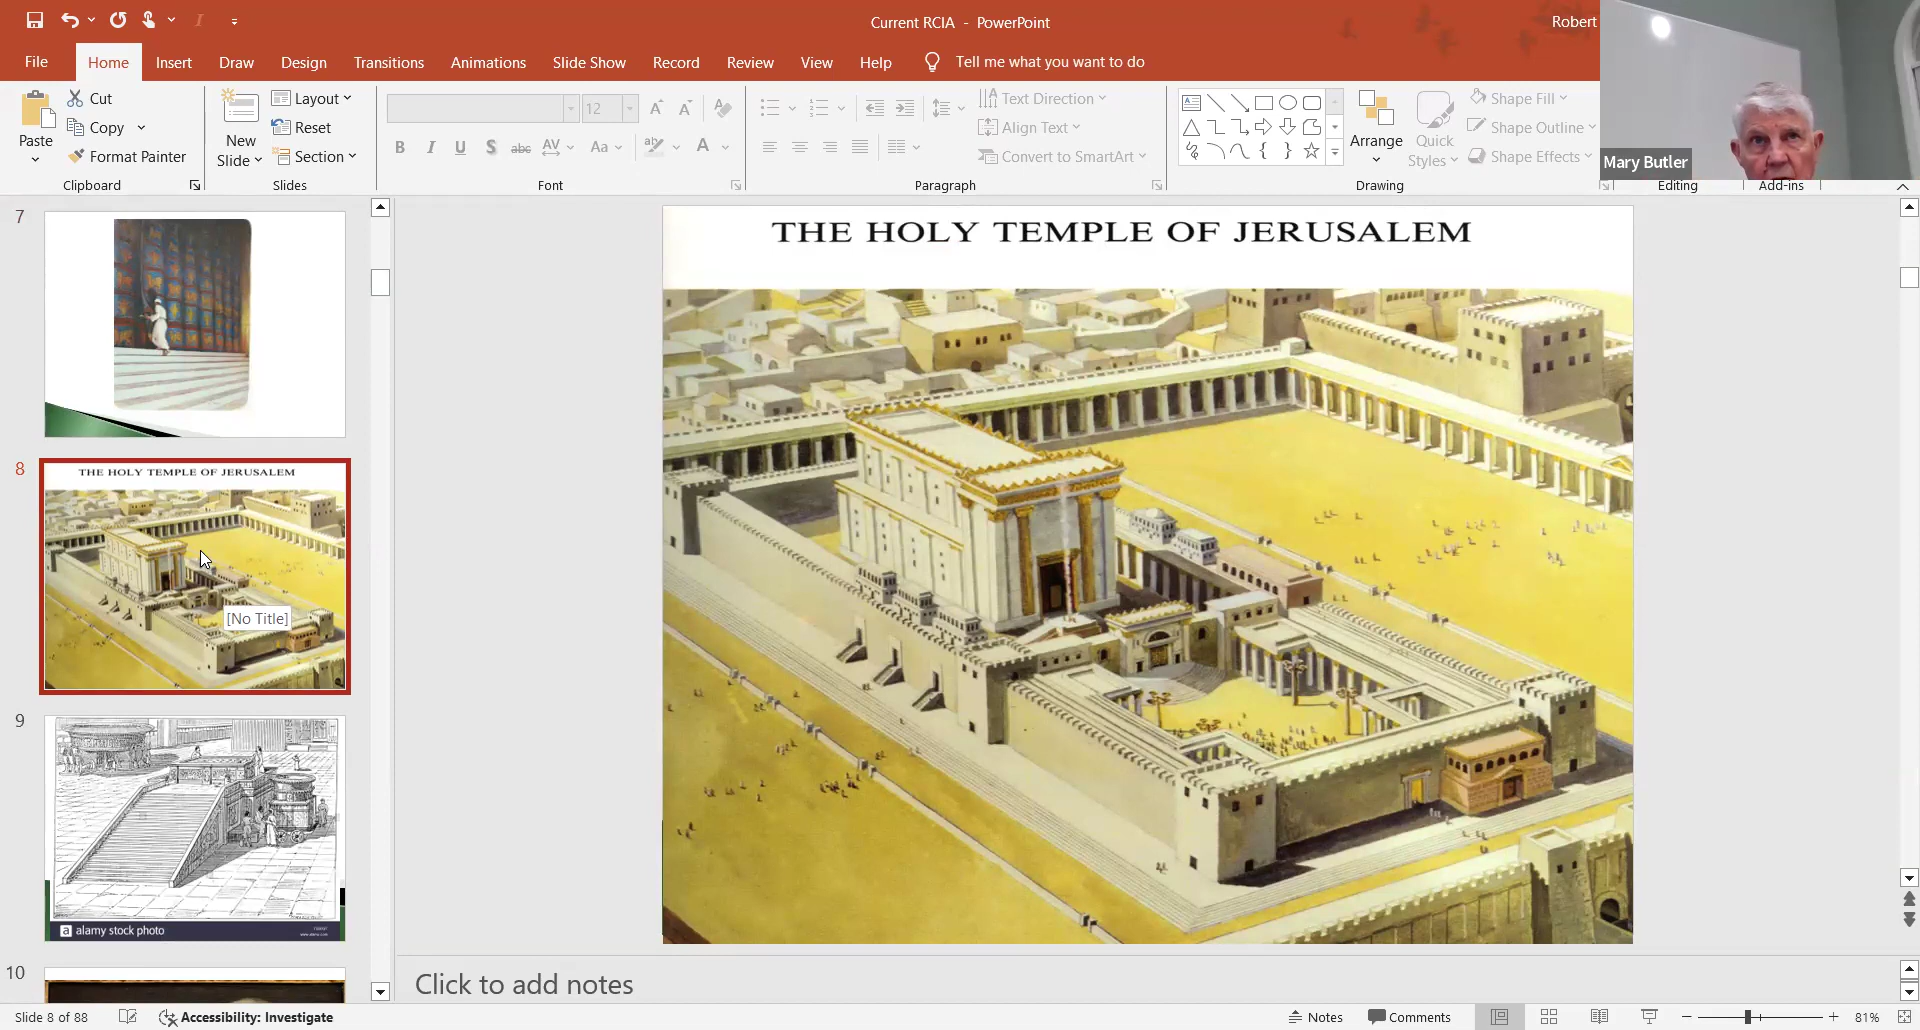 Current RCIA - PowerPoint
Robert
File
Home
Insert
Draw
Design
Transitions
Animations
Slide Show
Record
Review
View
Help
Tell me what you want to do
Paste
Cut
Copy
Format Painter
Clipboard
New
Slide
Layout
Reset
Section
Slides
12
B
I
U
S
abc
AV
Aa
A
Font
Text Direction
Align Text
Convert to SmartArt
Paragraph
Arrange
Quick
Styles
Shape Fill
Shape Outline
Shape Effects
Drawing
Editing
Add-ins
Mary Butler
7
8
THE HOLY TEMPLE OF JERUSALEM
[No Title]
9
a alamy stock photo
10
THE HOLY TEMPLE OF JERUSALEM
Click to add notes
Slide 8 of 88
Accessibility: Investigate
Notes
Comments
81%